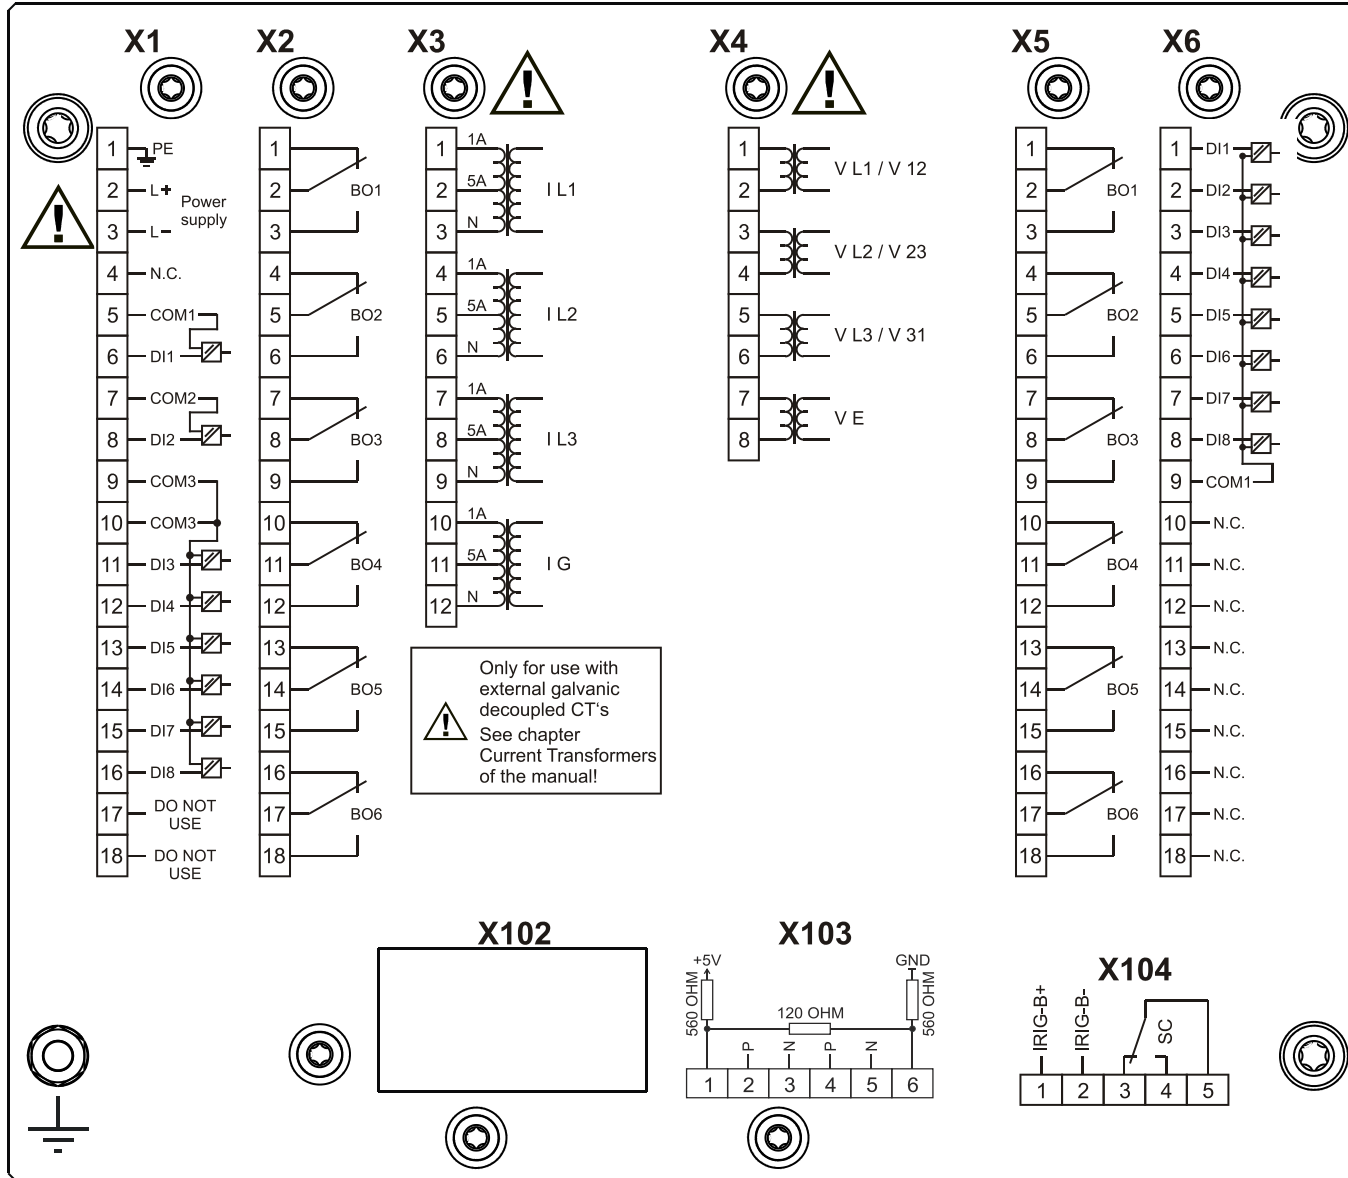 X1
X2
X3
X4
X5
X6
1 PE
2 L+
3 L-
Power
supply
4 N.C.
5 COM1
6 DI1
7 COM2
8 DI2
9 COM3
10 COM3
11 DI3
12 DI4
13 DI5
14 DI6
15 DI7
16 DI8
17 DO NOT
USE
18 DO NOT
USE
1
2 BO1
3
4
5 BO2
6
7
8 BO3
9
10
11 BO4
12
13
14 BO5
15
16
17 BO6
18
!
!
!
1 1A
2 5A I L1
3 N
4 1A
5 5A I L2
6 N
7 1A
8 5A I L3
9 N
10 1A
11 5A I G
12 N
!
Only for use with
external galvanic
decoupled CT's
See chapter
Current Transformers
of the manual!
1
V L1 / V 12
2
3
V L2 / V 23
4
5
V L3 / V 31
6
7
V E
8
1
2 BO1
3
4
5 BO2
6
7
8 BO3
9
10
11 BO4
12
13
14 BO5
15
16
17 BO6
18
1 DI1
2 DI2
3 DI3
4 DI4
5 DI5
6 DI6
7 DI7
8 DI8
9 COM1
10 N.C.
11 N.C.
12 N.C.
13 N.C.
14 N.C.
15 N.C.
16 N.C.
17 N.C.
18 N.C.
X102
X103
+5V
GND
560 OHM
120 OHM
560 OHM
P N P N
1 2 3 4 5 6
X104
IRIG-B+
IRIG-B-
SC
1 2 3 4 5